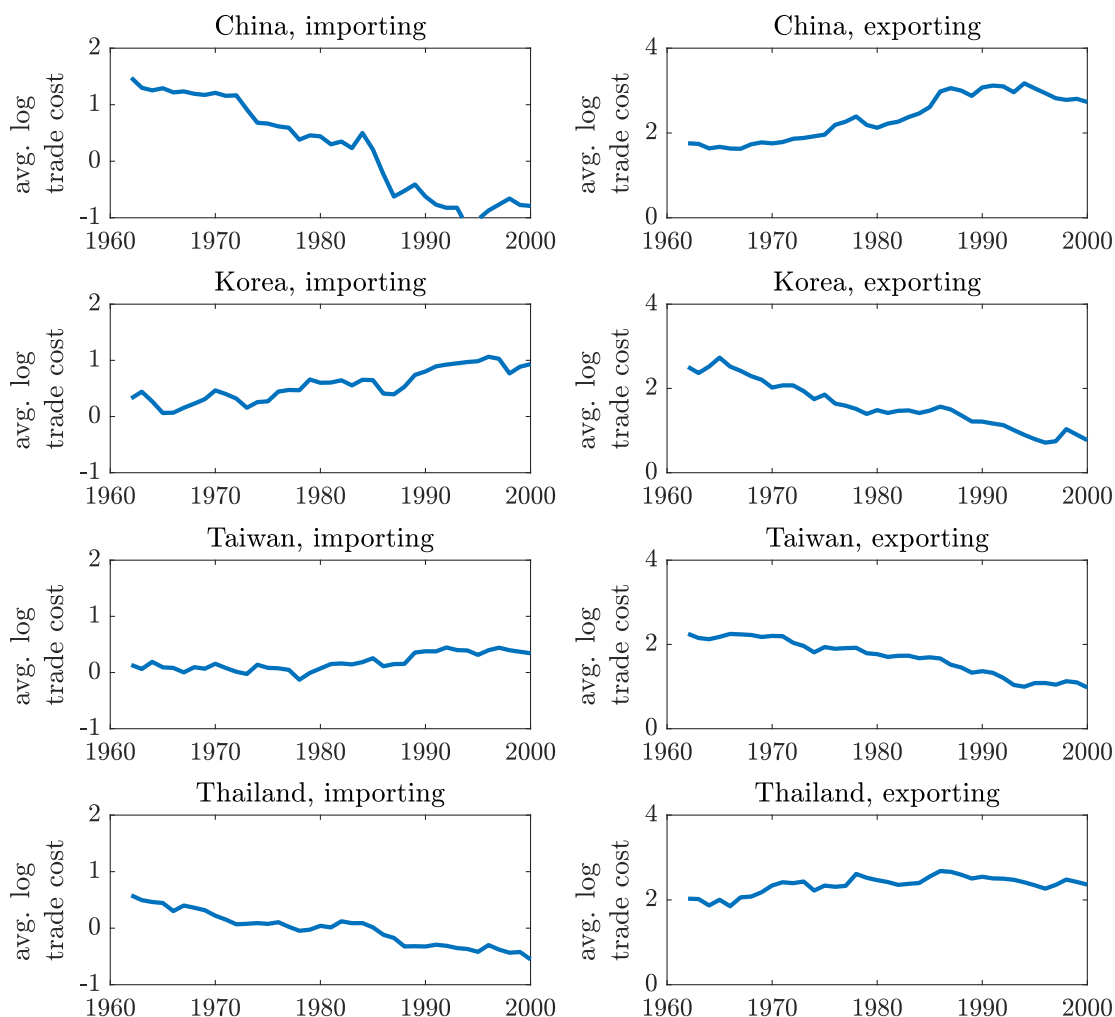 China, importing
avg. log
trade cost
2
1
0
-1
1960 1970 1980 1990 2000
China, exporting
avg. log
trade cost
4
2
0
1960 1970 1980 1990 2000
Korea, importing
avg. log
trade cost
2
1
0
-1
1960 1970 1980 1990 2000
Korea, exporting
avg. log
trade cost
4
2
0
1960 1970 1980 1990 2000
Taiwan, importing
avg. log
trade cost
2
1
0
-1
1960 1970 1980 1990 2000
Taiwan, exporting
avg. log
trade cost
4
2
0
1960 1970 1980 1990 2000
Thailand, importing
avg. log
trade cost
2
1
0
-1
1960 1970 1980 1990 2000
Thailand, exporting
avg. log
trade cost
4
2
0
1960 1970 1980 1990 2000